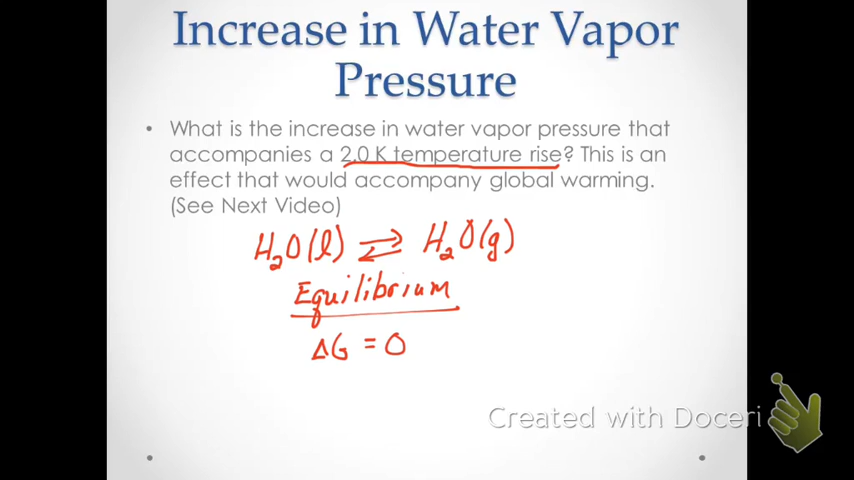 Increase in Water Vapor
Pressure
• What is the increase in water vapor pressure that
accompanies a 2.0 K temperature rise? This is an
effect that would accompany global warming.
(See Next Video)
H₂O(l) ⇌ H₂O(g)
Equilibrium
ΔG = 0
Created with Doceri